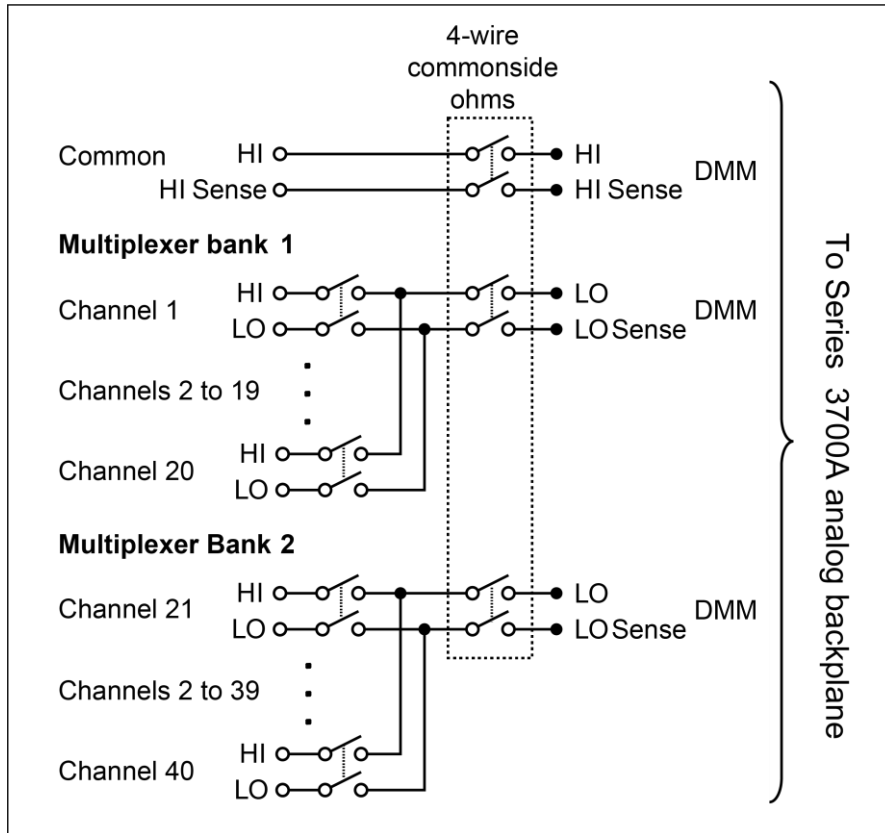 4-wire
commonside
ohms
Common HI HI DMM
HI Sense HI Sense
Multiplexer bank 1
Channel 1 HI LO DMM
LO LO Sense
Channels 2 to 19
Channel 20 HI
LO
Multiplexer Bank 2
Channel 21 HI LO DMM
LO LO Sense
Channels 2 to 39
Channel 40 HI
LO
To Series 3700A analog backplane